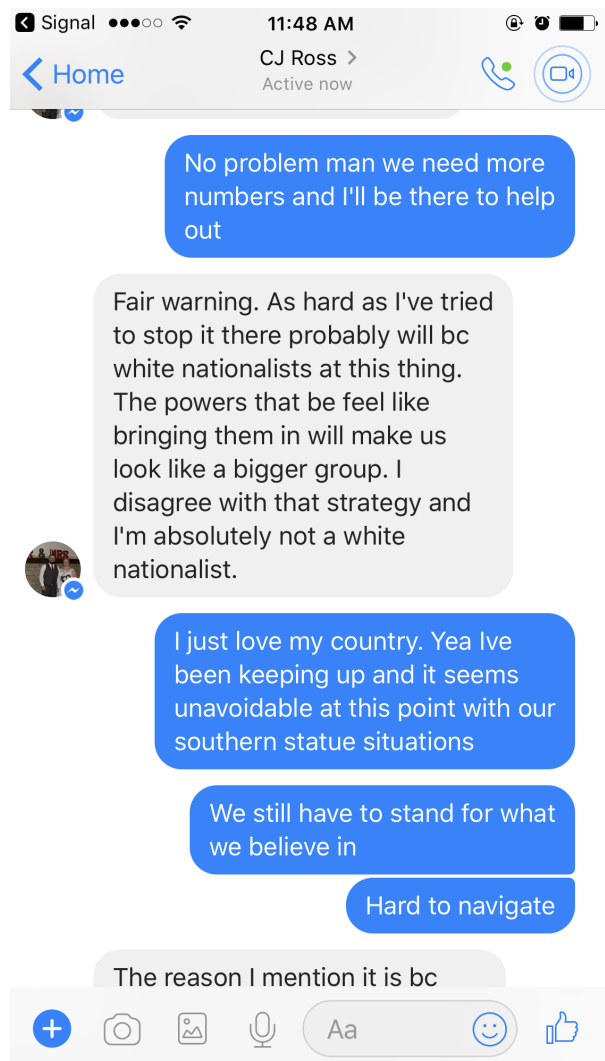 Signal
11:48 AM
Home
CJ Ross
Active now
No problem man we need more
numbers and I'll be there to help
out
Fair warning. As hard as I've tried
to stop it there probably will bc
white nationalists at this thing.
The powers that be feel like
bringing them in will make us
look like a bigger group. I
disagree with that strategy and
I'm absolutely not a white
nationalist.
& MRS
I just love my country. Yea Ive
been keeping up and it seems
unavoidable at this point with our
southern statue situations
We still have to stand for what
we believe in
Hard to navigate
The reason I mention it is bc
Aa